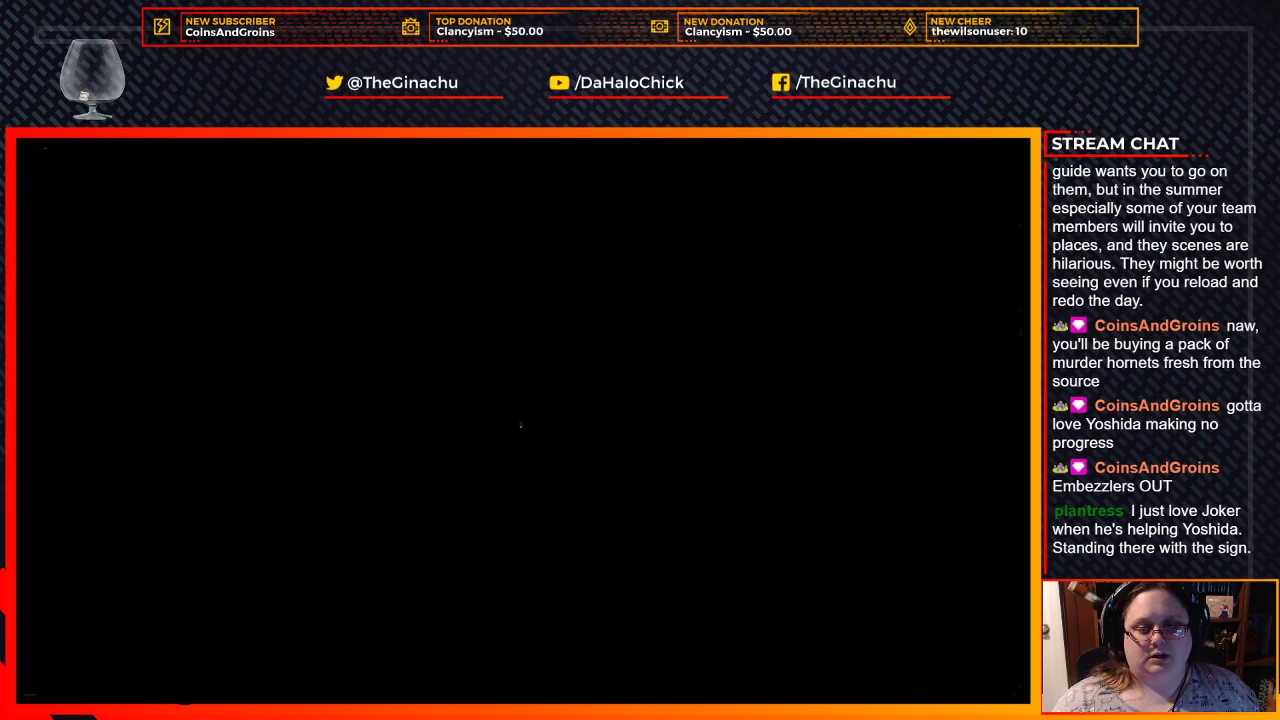 NEW SUBSCRIBER
CoinsAndGroins
TOP DONATION
Clancyism ~ $50.00
NEW DONATION
Clancyism ~ $50.00
NEW CHEER
thewilsonuser: 10
@TheGinachu
/DaHaloChick
/TheGinachu
STREAM CHAT
guide wants you to go on
them, but in the summer
especially some of your team
members will invite you to
places, and they scenes are
hilarious. They might be worth
seeing even if you reload and
redo the day.
CoinsAndGroins naw,
you'll be buying a pack of
murder hornets fresh from the
source
CoinsAndGroins gotta
love Yoshida making no
progress
CoinsAndGroins
Embezzlers OUT
plantress I just love Joker
when he's helping Yoshida.
Standing there with the sign.